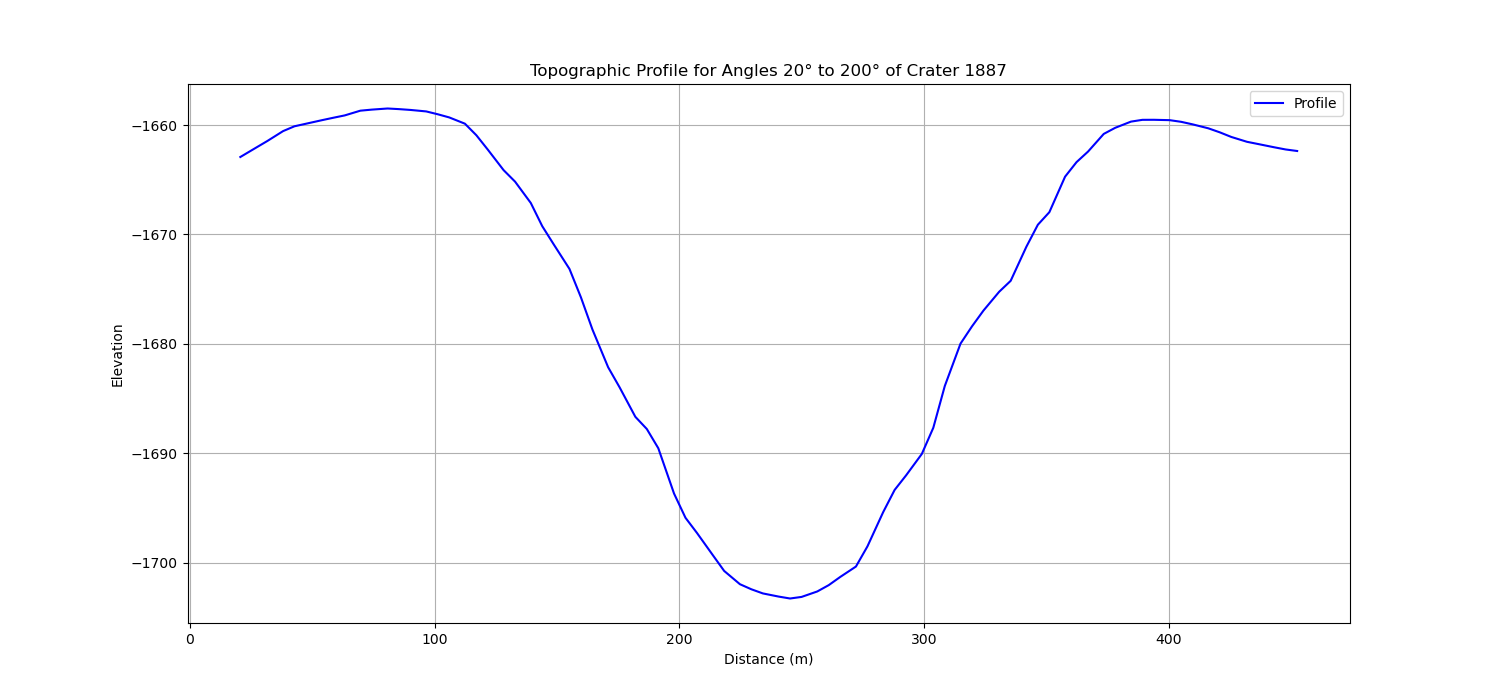 Topographic Profile for Angles 20° to 200° of Crater 1887
Profile
−1660
−1670
−1680
−1690
−1700
Elevation
0 100 200 300 400
Distance (m)